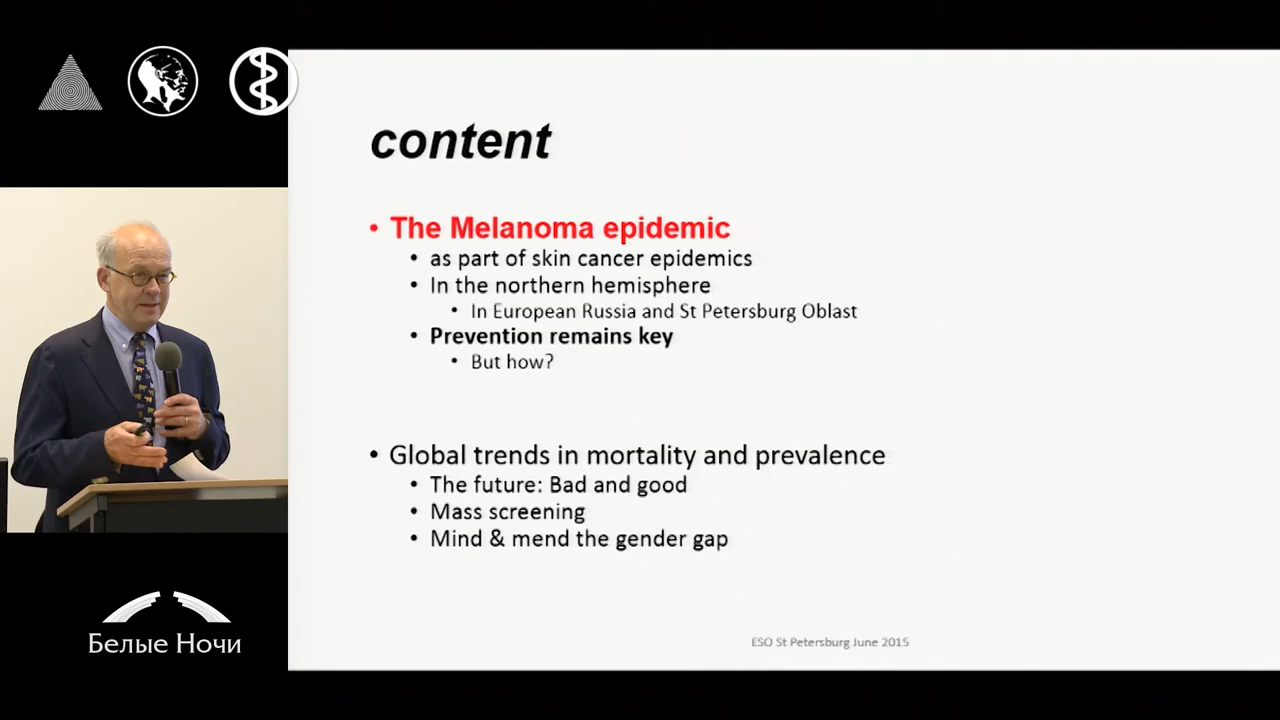 content
• The Melanoma epidemic
• as part of skin cancer epidemics
• In the northern hemisphere
• In European Russia and St Petersburg Oblast
• Prevention remains key
• But how?
• Global trends in mortality and prevalence
• The future: Bad and good
• Mass screening
• Mind & mend the gender gap
ESO St Petersburg June 2015
Белые Ночи